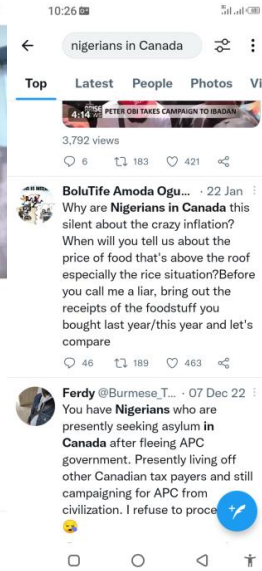 10:26
nigerians in Canada
Top Latest People Photos Vi
4:14
PETER OBI TAKES CAMPAIGN TO IBADAN
3,792 views
6 183 421
BoluTife Amoda Ogu... · 22 Jan
Why are Nigerians in Canada this
silent about the crazy inflation?
When will you tell us about the
price of food that's above the roof
especially the rice situation?Before
you call me a liar, bring out the
receipts of the foodstuff you
bought last year/this year and let's
compare
46 189 463
Ferdy @Burmese_T... · 07 Dec 22
You have Nigerians who are
presently seeking asylum in
Canada after fleeing APC
government. Presently living off
other Canadian tax payers and still
campaigning for APC from
civilization. I refuse to proce